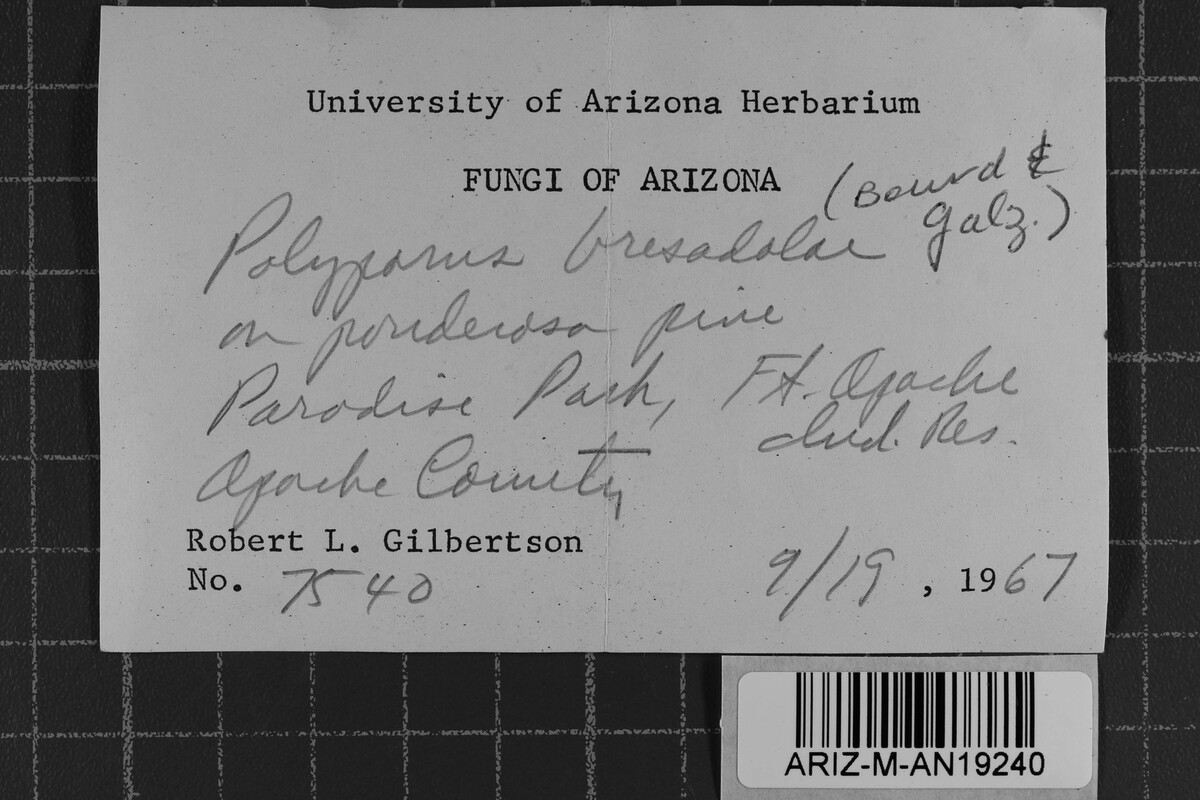 University of Arizona Herbarium
FUNGI OF ARIZONA
(Bourd &
Galz.)
Polyporus bresadolae
on ponderosa pine
Paradise Park, Ft. Apache
Ind. Res.
Apache County
Robert L. Gilbertson
No. 7540
9/19, 1967
ARIZ-M-AN19240